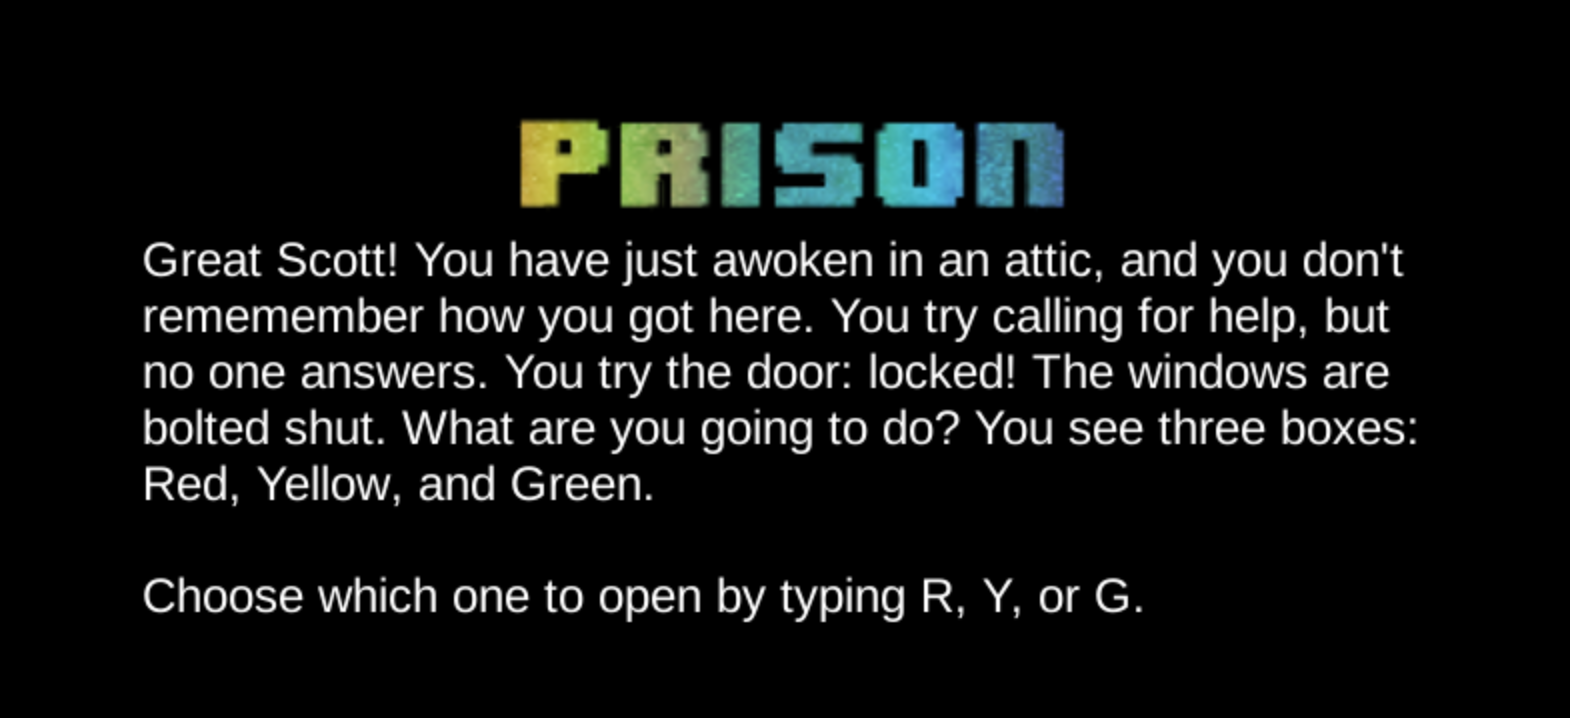 PRISON
Great Scott! You have just awoken in an attic, and you don't
rememember how you got here. You try calling for help, but
no one answers. You try the door: locked! The windows are
bolted shut. What are you going to do? You see three boxes:
Red, Yellow, and Green.
Choose which one to open by typing R, Y, or G.